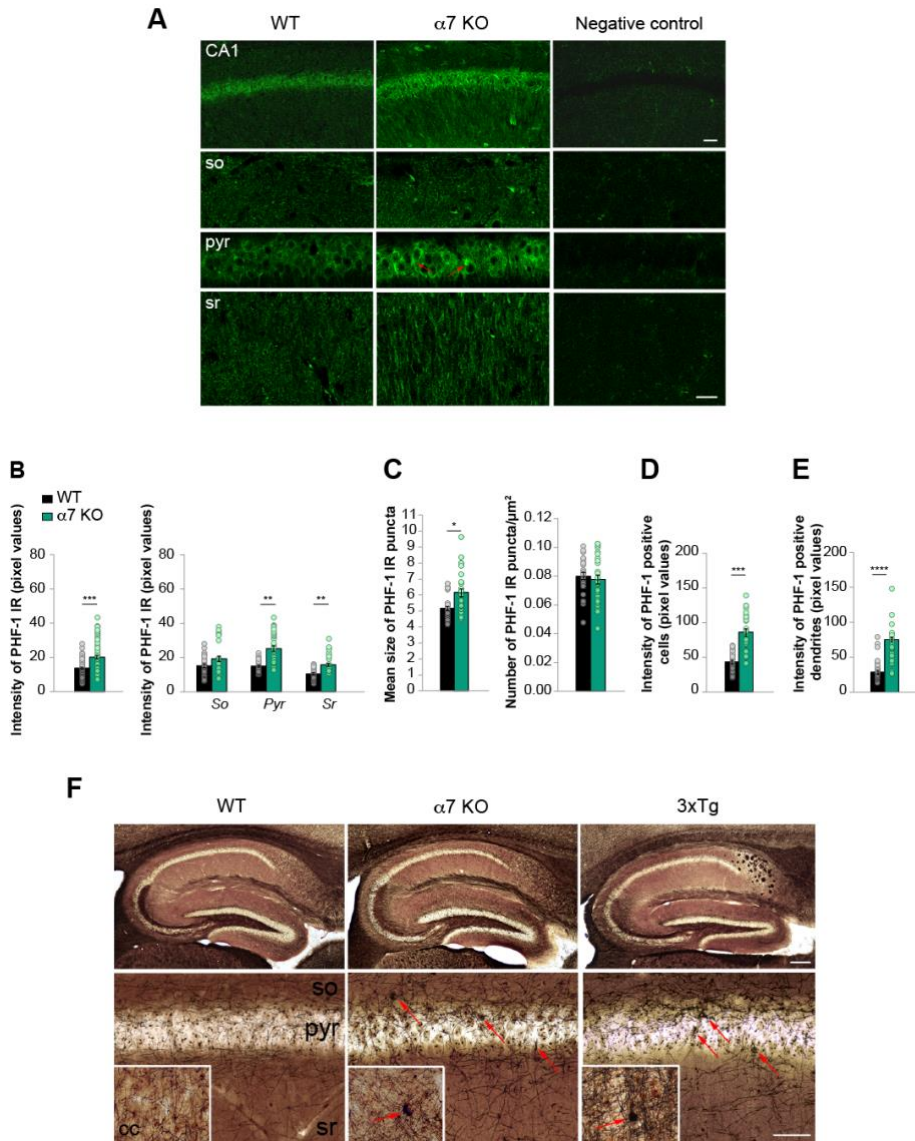 A
WT
α7 KO
Negative control
CA1
so
pyr
sr
B
WT
α7 KO
Intensity of PHF-1 IR (pixel values)
80
60
40
20
0
***
Intensity of PHF-1 IR (pixel values)
80
60
40
20
0
**
**
So
Pyr
Sr
C
Mean size of PHF-1 IR puncta
11
10
9
8
7
6
5
4
3
2
1
0
*
Number of PHF-1 IR puncta/µm²
0.12
0.10
0.08
0.06
0.04
0.02
0.00
D
Intensity of PHF-1 positive
cells (pixel values)
200
150
100
50
0
***
E
Intensity of PHF-1 positive
dendrites (pixel values)
200
150
100
50
0
****
F
WT
α7 KO
3xTg
so
pyr
cc
sr